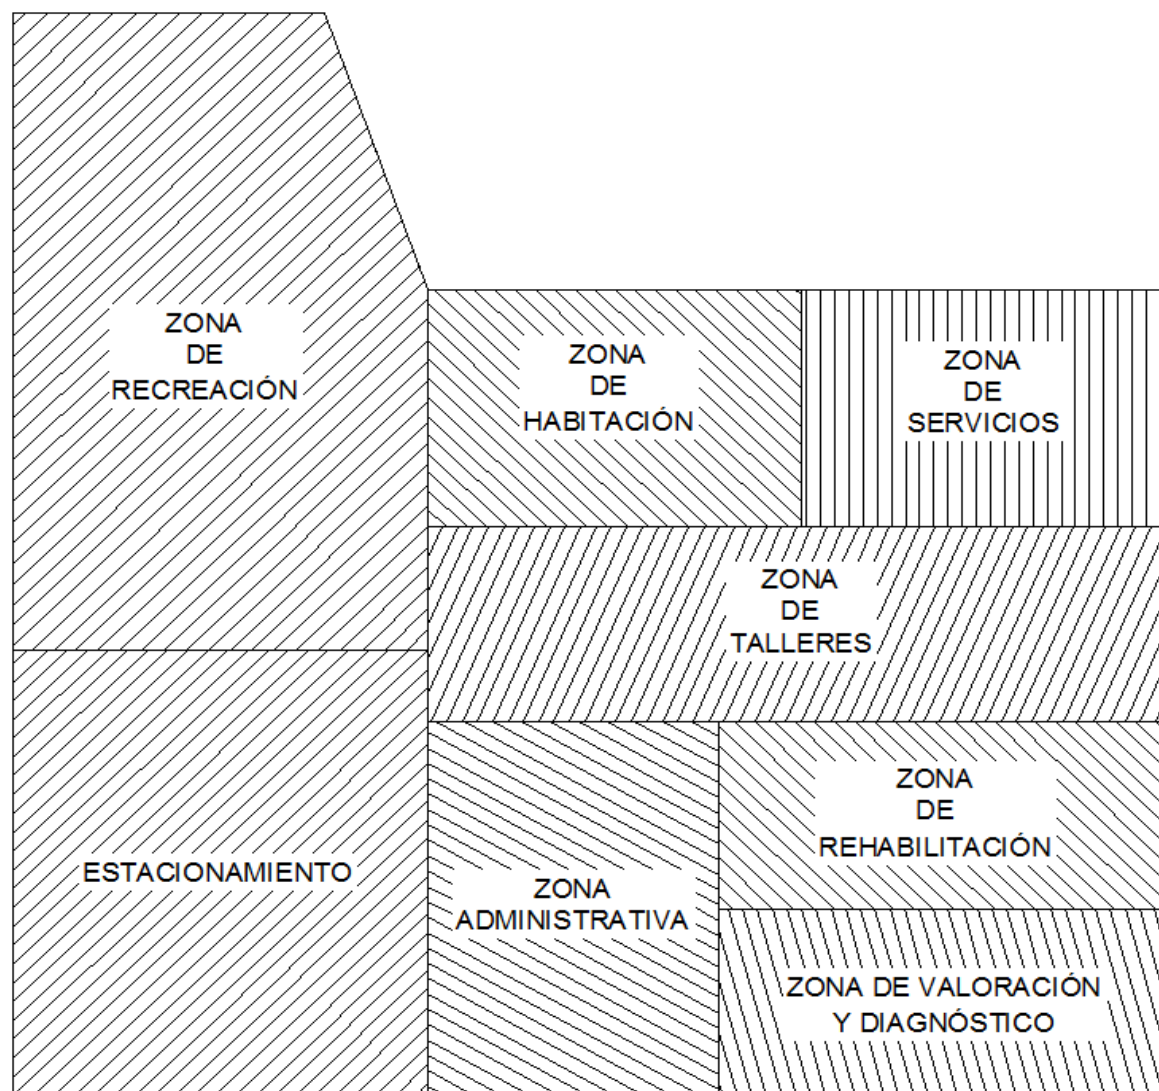 ZONA
DE
RECREACIÓN
ZONA
DE
HABITACIÓN
ZONA
DE
SERVICIOS
ZONA
DE
TALLERES
ZONA
DE
REHABILITACIÓN
ESTACIONAMIENTO
ZONA
ADMINISTRATIVA
ZONA DE VALORACIÓN
Y DIAGNÓSTICO